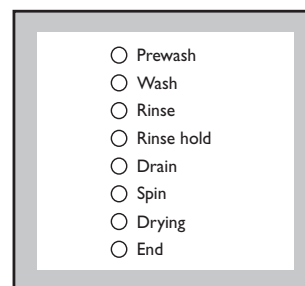 Prewash
Wash
Rinse
Rinse hold
Drain
Spin
Drying
End